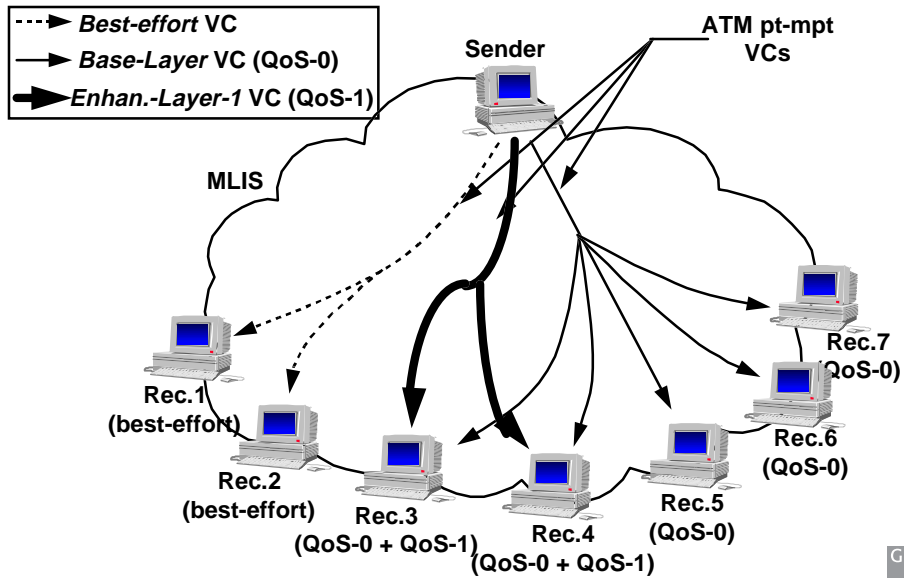 Best-effort VC
Base-Layer VC (QoS-0)
Enhan.-Layer-1 VC (QoS-1)
Sender
ATM pt-mpt
VCs
MLIS
Rec.1
(best-effort)
Rec.2
(best-effort)
Rec.3
(QoS-0 + QoS-1)
Rec.4
(QoS-0 + QoS-1)
Rec.5
(QoS-0)
Rec.6
(QoS-0)
Rec.7
(QoS-0)
G